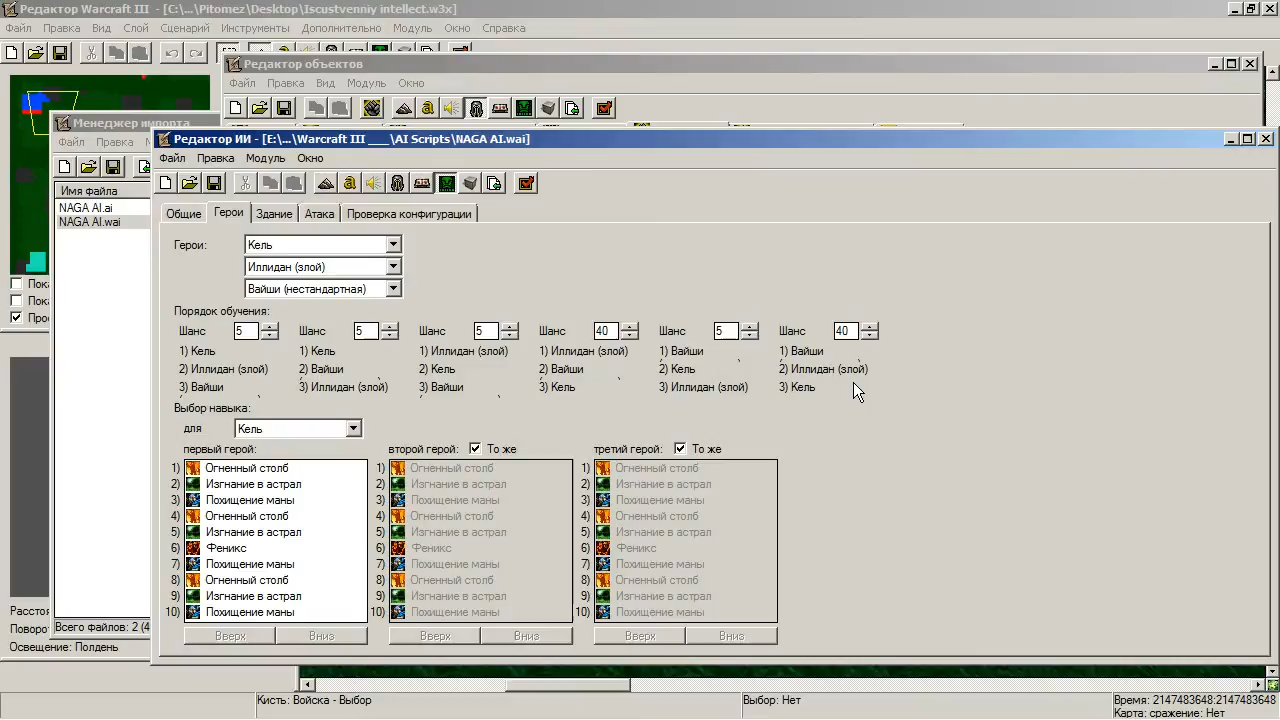 Редактор Warcraft III - [C:\...\Pitomez\Desktop\Iscustvenniy intellect.w3x]
Файл Правка Вид Слой Сценарий Инструменты Дополнительно Модуль Окно Справка
Редактор объектов
Файл Правка Вид Модуль Окно
Менеджер импорта
Файл Правка
Имя файла
NAGA AI.ai
NAGA AI.wai
Всего файлов: 2 (4
Редактор ИИ - [E:\...\Warcraft III ___\AI Scripts\NAGA AI.wai]
Файл Правка Модуль Окно
Общие Герои Здание Атака Проверка конфигурации
Герои: Кель
Иллидан (злой)
Вайши (нестандартная)
Порядок обучения:
Шанс 5 Шанс 5 Шанс 5 Шанс 40 Шанс 5 Шанс 40
1) Кель 1) Кель 1) Иллидан (злой) 1) Иллидан (злой) 1) Вайши 1) Вайши
2) Иллидан (злой) 2) Вайши 2) Кель 2) Вайши 2) Кель 2) Иллидан (злой)
3) Вайши 3) Иллидан (злой) 3) Вайши 3) Кель 3) Иллидан (злой) 3) Кель
Выбор навыка:
для Кель
первый герой: второй герой: То же третий герой: То же
1) Огненный столб 1) Огненный столб 1) Огненный столб
2) Изгнание в астрал 2) Изгнание в астрал 2) Изгнание в астрал
3) Похищение маны 3) Похищение маны 3) Похищение маны
4) Огненный столб 4) Огненный столб 4) Огненный столб
5) Изгнание в астрал 5) Изгнание в астрал 5) Изгнание в астрал
6) Феникс 6) Феникс 6) Феникс
7) Похищение маны 7) Похищение маны 7) Похищение маны
8) Огненный столб 8) Огненный столб 8) Огненный столб
9) Изгнание в астрал 9) Изгнание в астрал 9) Изгнание в астрал
10) Похищение маны 10) Похищение маны 10) Похищение маны
Вверх Вниз Вверх Вниз Вверх Вниз
Пока
Пока
Прос
Расстоя
Поворо
Освещение: Полдень
Кисть: Войска - Выбор
Выбор: Нет
Время: 2147483648:2147483648
Карта: сражение: Нет